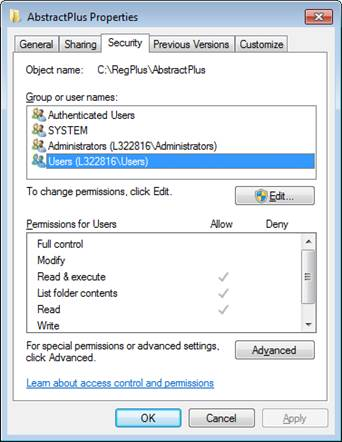 AbstractPlus Properties
General Sharing Security Previous Versions Customize
Object name: C:\RegPlus\AbstractPlus
Group or user names:
Authenticated Users
SYSTEM
Administrators (L322816\Administrators)
Users (L322816\Users)
To change permissions, click Edit.
Edit...
Permissions for Users Allow Deny
Full control
Modify
Read & execute
List folder contents
Read
Write
For special permissions or advanced settings,
click Advanced.
Advanced
Learn about access control and permissions
OK Cancel Apply